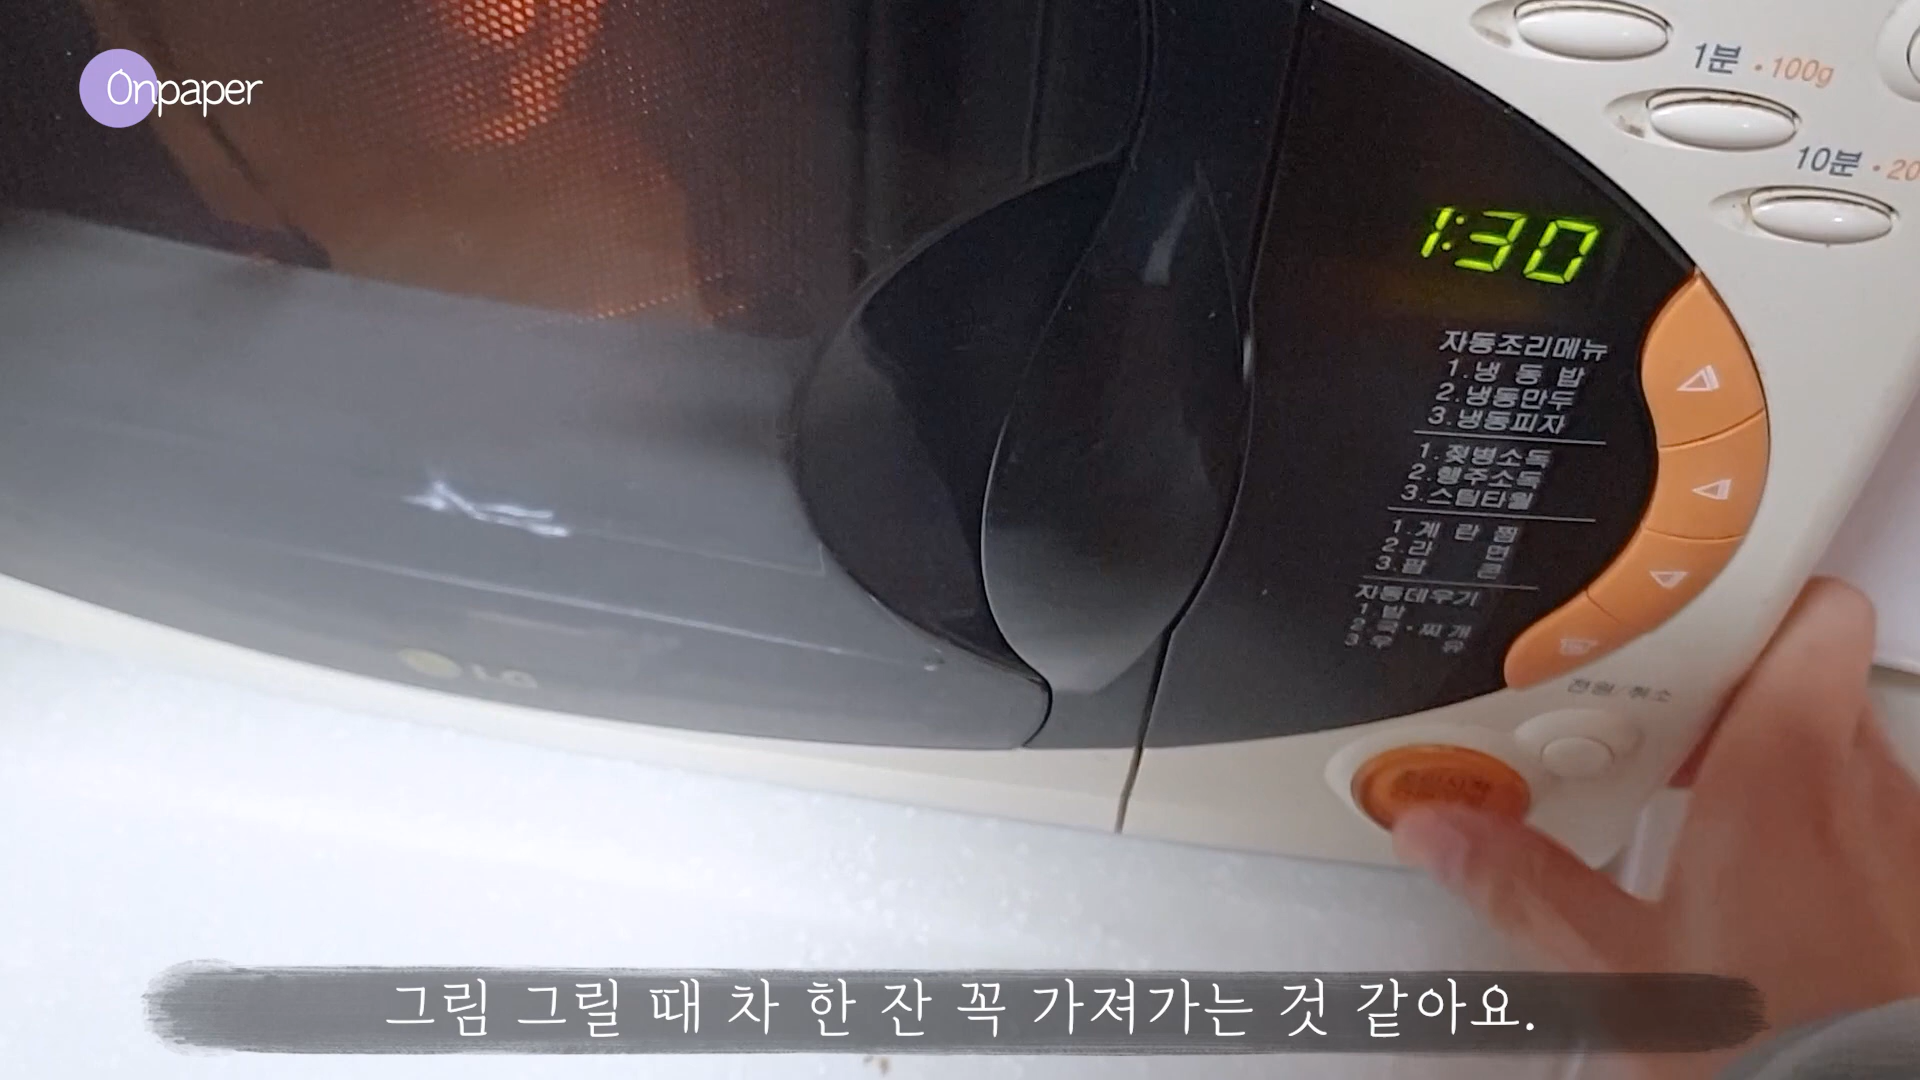 Onpaper
1분 • 100g
10분 • 20
1:30
자동조리메뉴
1.냉 동 밥
2.냉동만두
3.냉동피자
1.젖병소독
2.행주소독
3.스팀타월
1.계 란 찜
2.라 면
3.팝 콘
자동데우기
1.밥
2.국•찌개
3.우 유
전원/취소
LG
그림 그릴 때 차 한 잔 꼭 가져가는 것 같아요.